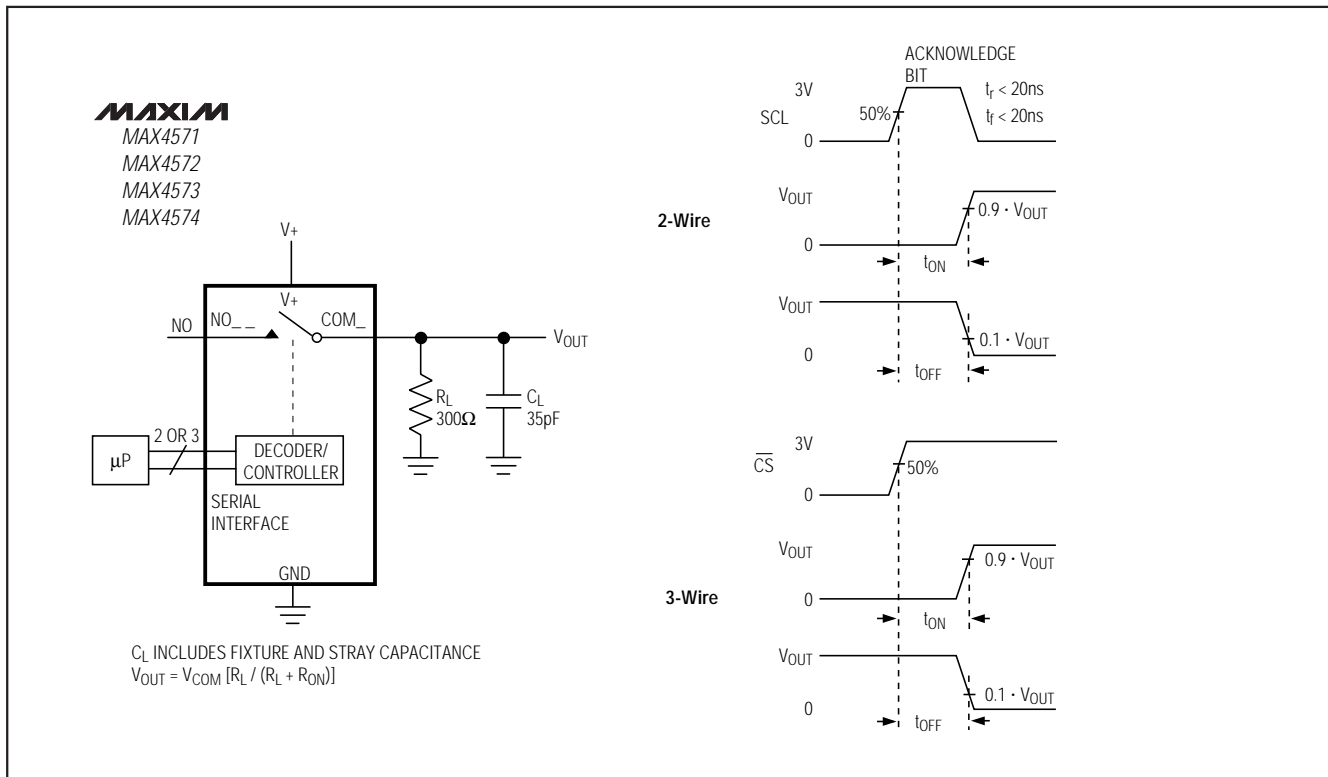 MAXIM
MAX4571
MAX4572
MAX4573
MAX4574
V+
V+
NO
NO_ _
COM_
VOUT
RL
300Ω
CL
35pF
2 OR 3
μP
DECODER/
CONTROLLER
SERIAL
INTERFACE
GND
CL INCLUDES FIXTURE AND STRAY CAPACITANCE
VOUT = VCOM [RL / (RL + RON)]
ACKNOWLEDGE
BIT
3V
tr < 20ns
SCL
50%
tf < 20ns
0
2-Wire
VOUT
0.9 · VOUT
0
tON
VOUT
0.1 · VOUT
0
tOFF
3V
CS
50%
0
3-Wire
VOUT
0.9 · VOUT
0
tON
VOUT
0.1 · VOUT
0
tOFF